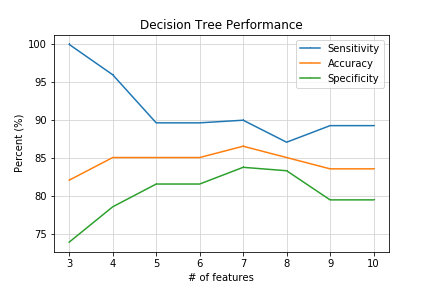 Decision Tree Performance
100
95
90
85
80
75
Percent (%)
Sensitivity
Accuracy
Specificity
3 4 5 6 7 8 9 10
# of features